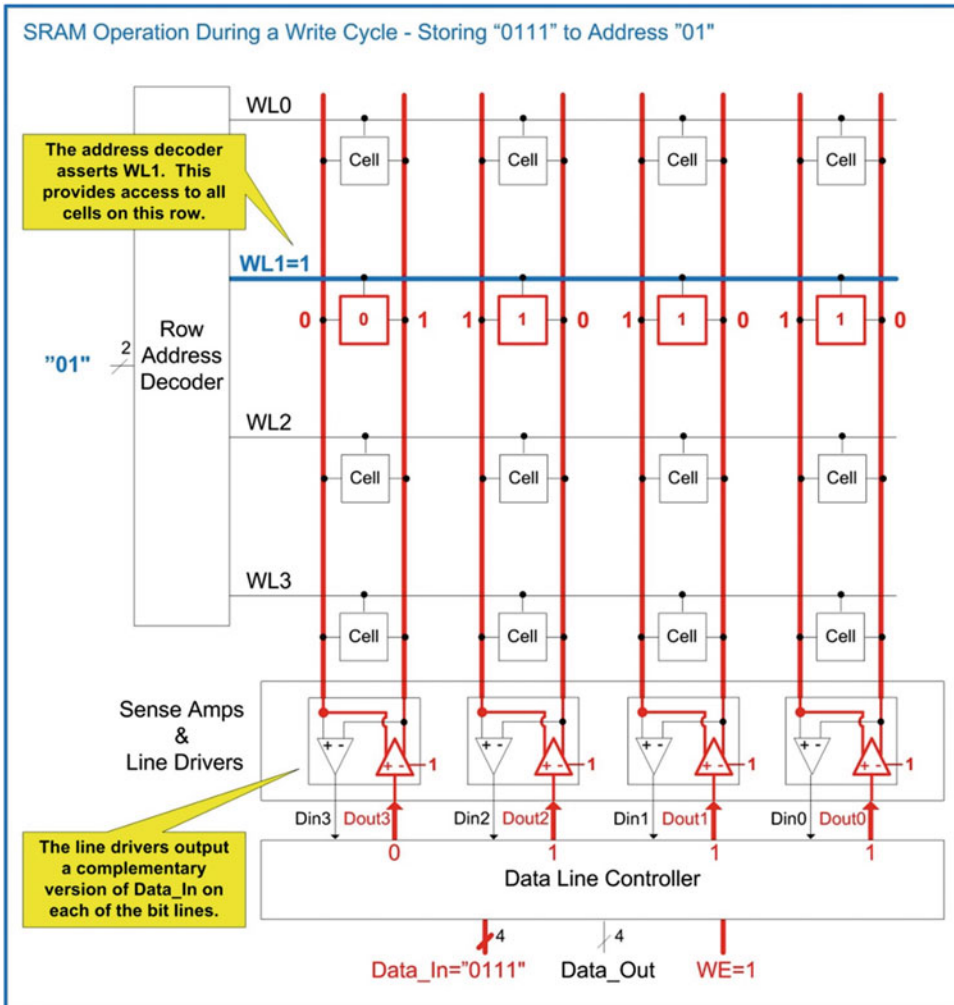 SRAM Operation During a Write Cycle - Storing “0111” to Address ”01"
WL0
The address decoder
asserts WL1. This
provides access to all
cells on this row.
Cell Cell Cell Cell
WL1=1
0 0 1 1 1 0 1 1 0 1 1 0
Row
Address
Decoder
”01" 2
WL2
Cell Cell Cell Cell
WL3
Cell Cell Cell Cell
Sense Amps
&
Line Drivers
+ - + - 1 + - + - 1 + - + - 1 + - + - 1
Din3 Dout3 Din2 Dout2 Din1 Dout1 Din0 Dout0
0 1 1 1
The line drivers output
a complementary
version of Data_In on
each of the bit lines.
Data Line Controller
4 4
Data_In=”0111" Data_Out WE=1